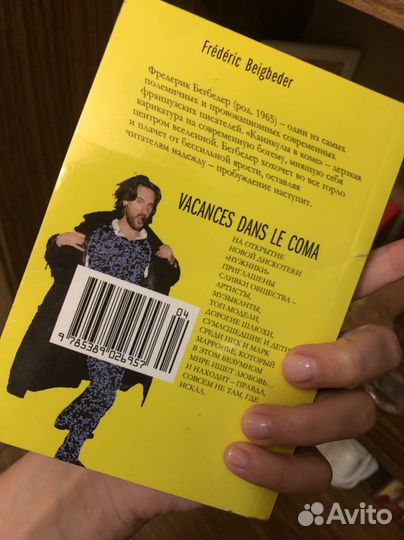 Frédéric Beigbeder
Фредерик Бегбедер (род. 1965) – один из самых
полемичных и провокационных современных
французских писателей. «Каникулы в коме» – дерзкая
карикатура на современную богему, мнящую себя
центром вселенной. Бегбедер хохочет во все горло
и плачет от бессильной ярости, оставляя
читателям надежду – пробуждение наступит.
VACANCES DANS LE COMA
НА ОТКРЫТИЕ
НОВОЙ ДИСКОТЕКИ
«НУЖНИКИ»
ПРИГЛАШЕНЫ
СЛИВКИ ОБЩЕСТВА –
АРТИСТЫ,
МУЗЫКАНТЫ,
ТОП-МОДЕЛИ,
ДОРОГИЕ ШЛЮХИ,
СУМАСШЕДШИЕ И ДЕТИ.
СРЕДИ НИХ И МАРК
МАРРОНЬЕ, КОТОРЫЙ
В ЭТОМ БЕЗУМНОМ
МИРЕ ИЩЕТ ЛЮБОВЬ...
И НАХОДИТ – ПРАВДА,
СОВСЕМ НЕ ТАМ, ГДЕ
ИСКАЛ.
04
9 785389 026957
Avito